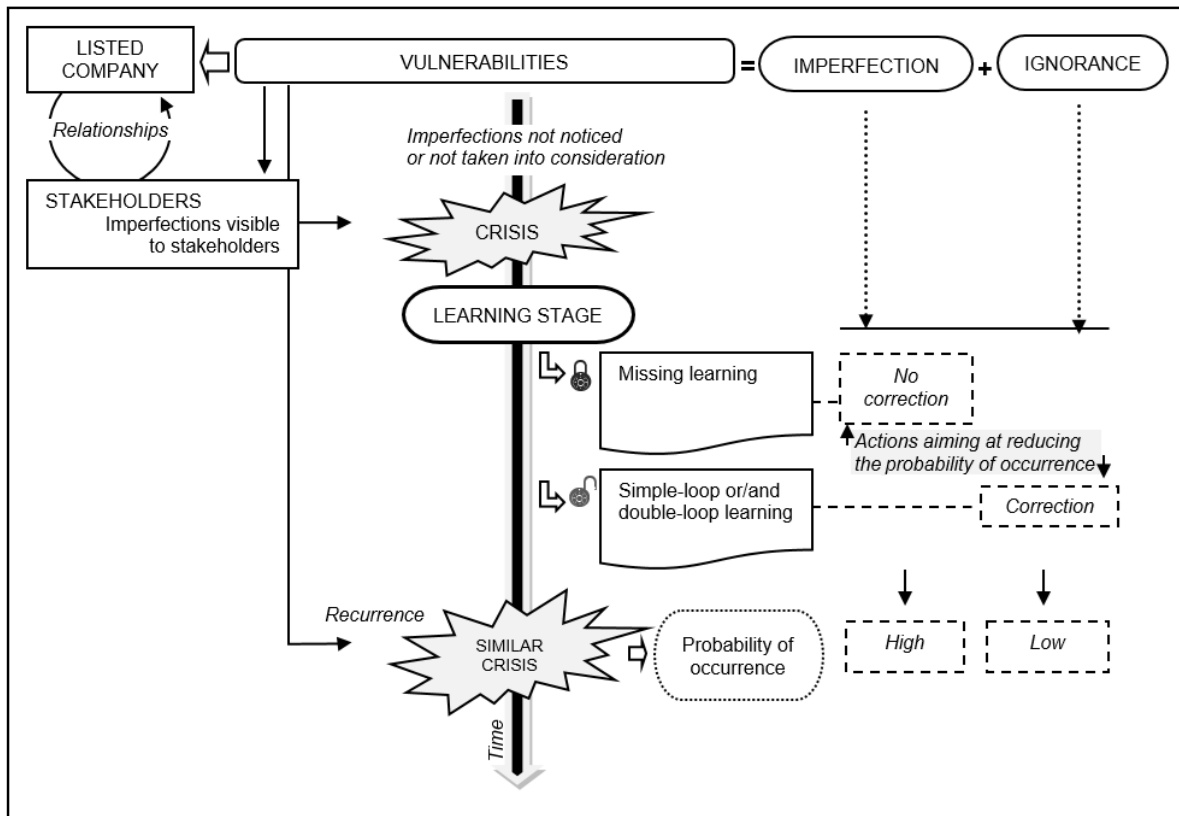 LISTED
COMPANY
VULNERABILITIES
=
IMPERFECTION
+
IGNORANCE
Relationships
Imperfections not noticed
or not taken into consideration
STAKEHOLDERS
Imperfections visible
to stakeholders
CRISIS
LEARNING STAGE
Missing learning
No
correction
Actions aiming at reducing
the probability of occurrence
Simple-loop or/and
double-loop learning
Correction
Recurrence
SIMILAR
CRISIS
Probability of
occurrence
High
Low
Time